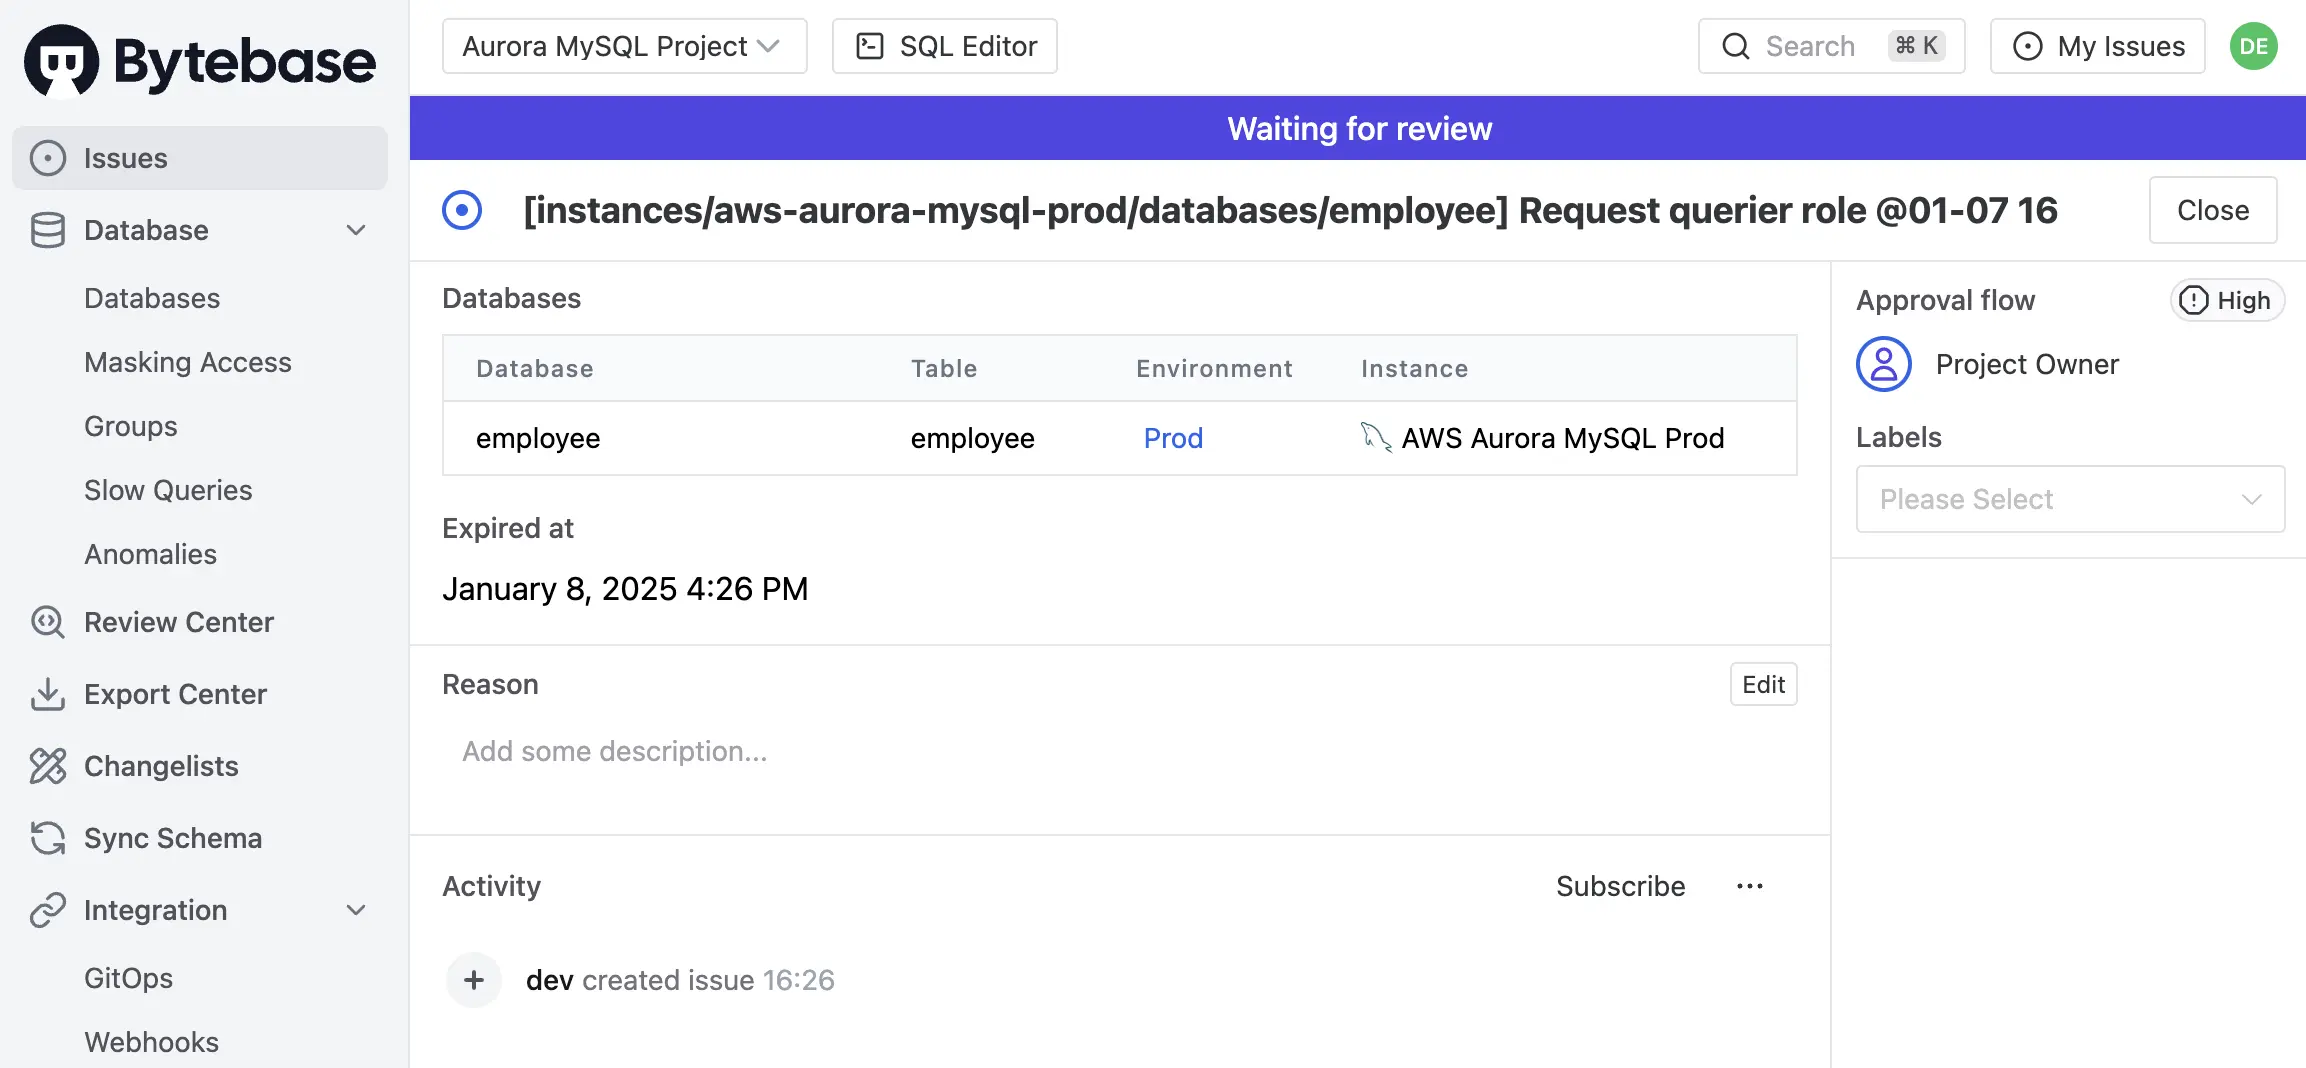 Bytebase
Aurora MySQL Project
SQL Editor
Search ⌘ K
My Issues
DE
Issues
Database
Databases
Masking Access
Groups
Slow Queries
Anomalies
Review Center
Export Center
Changelists
Sync Schema
Integration
GitOps
Webhooks
Waiting for review
[instances/aws-aurora-mysql-prod/databases/employee] Request querier role @01-07 16
Close
Databases
Database Table Environment Instance
employee employee Prod AWS Aurora MySQL Prod
Expired at
January 8, 2025 4:26 PM
Reason
Edit
Add some description...
Activity
Subscribe
dev created issue 16:26
Approval flow
High
Project Owner
Labels
Please Select